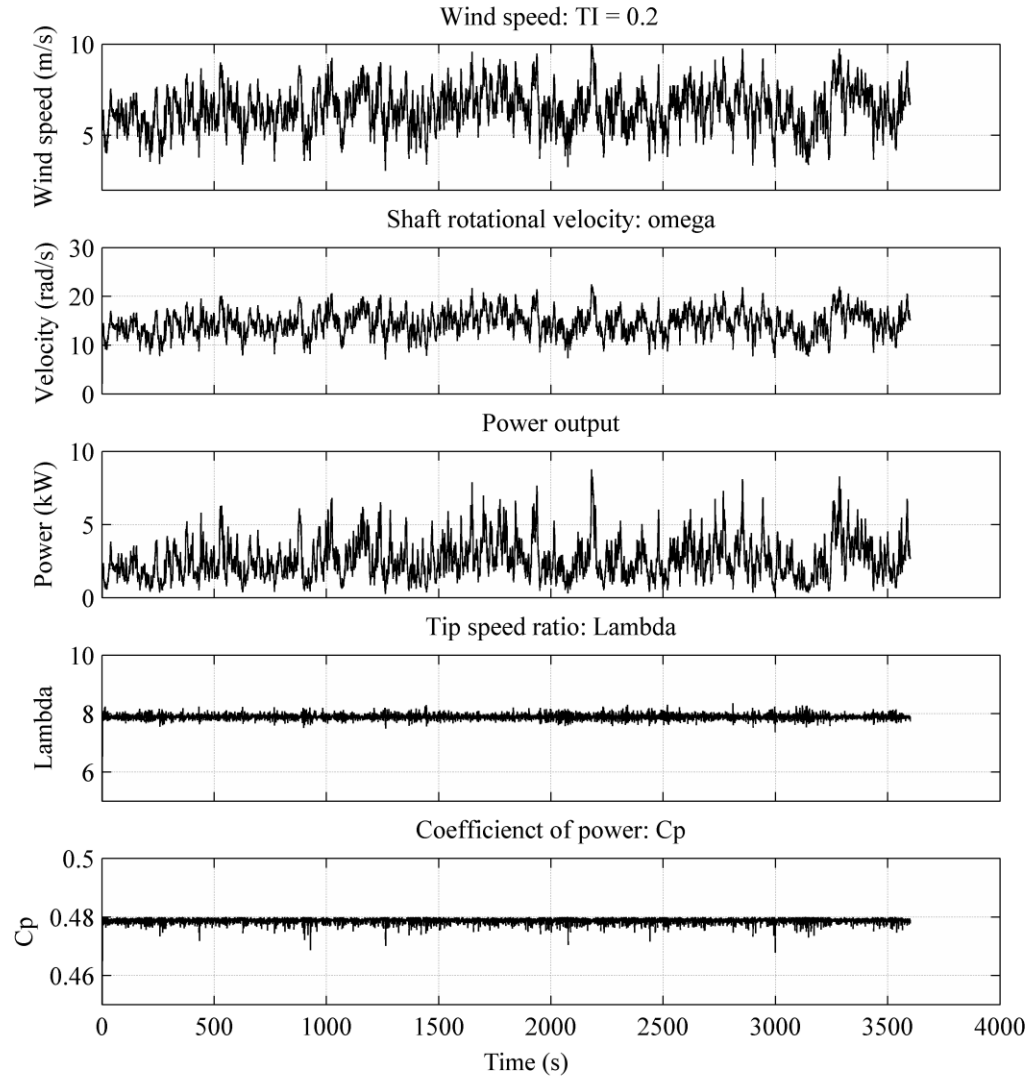 Wind speed: TI = 0.2
Wind speed (m/s)
10
5
Shaft rotational velocity: omega
Velocity (rad/s)
30
20
10
0
Power output
Power (kW)
10
5
0
Tip speed ratio: Lambda
Lambda
10
8
6
Coefficienct of power: Cp
Cp
0.5
0.48
0.46
0 500 1000 1500 2000 2500 3000 3500 4000
Time (s)